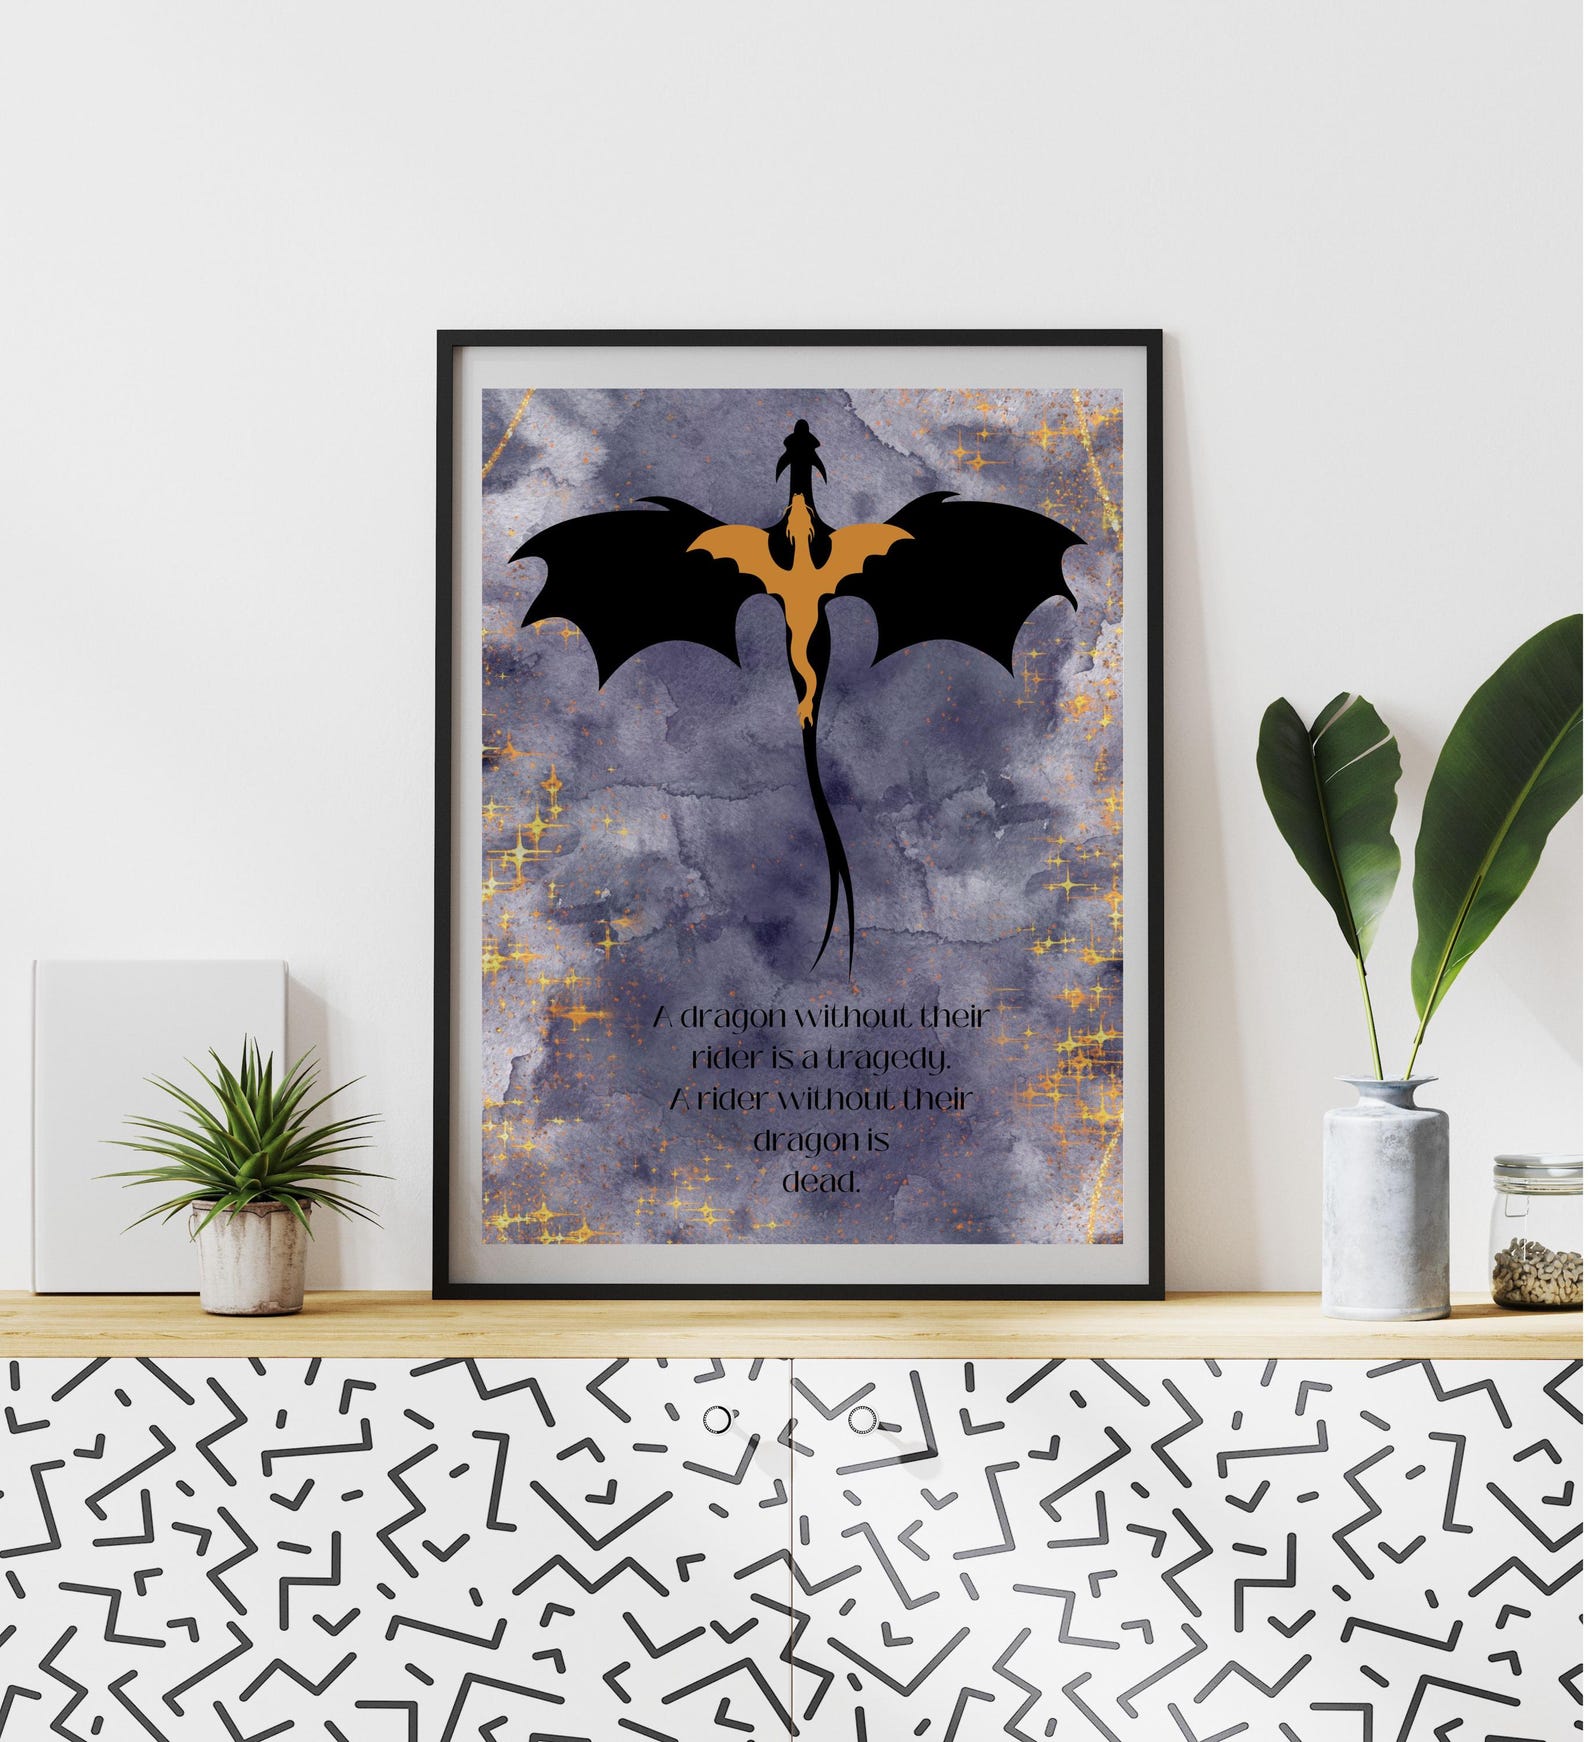 A dragon without their
rider is a tragedy.
A rider without their
dragon is
dead.